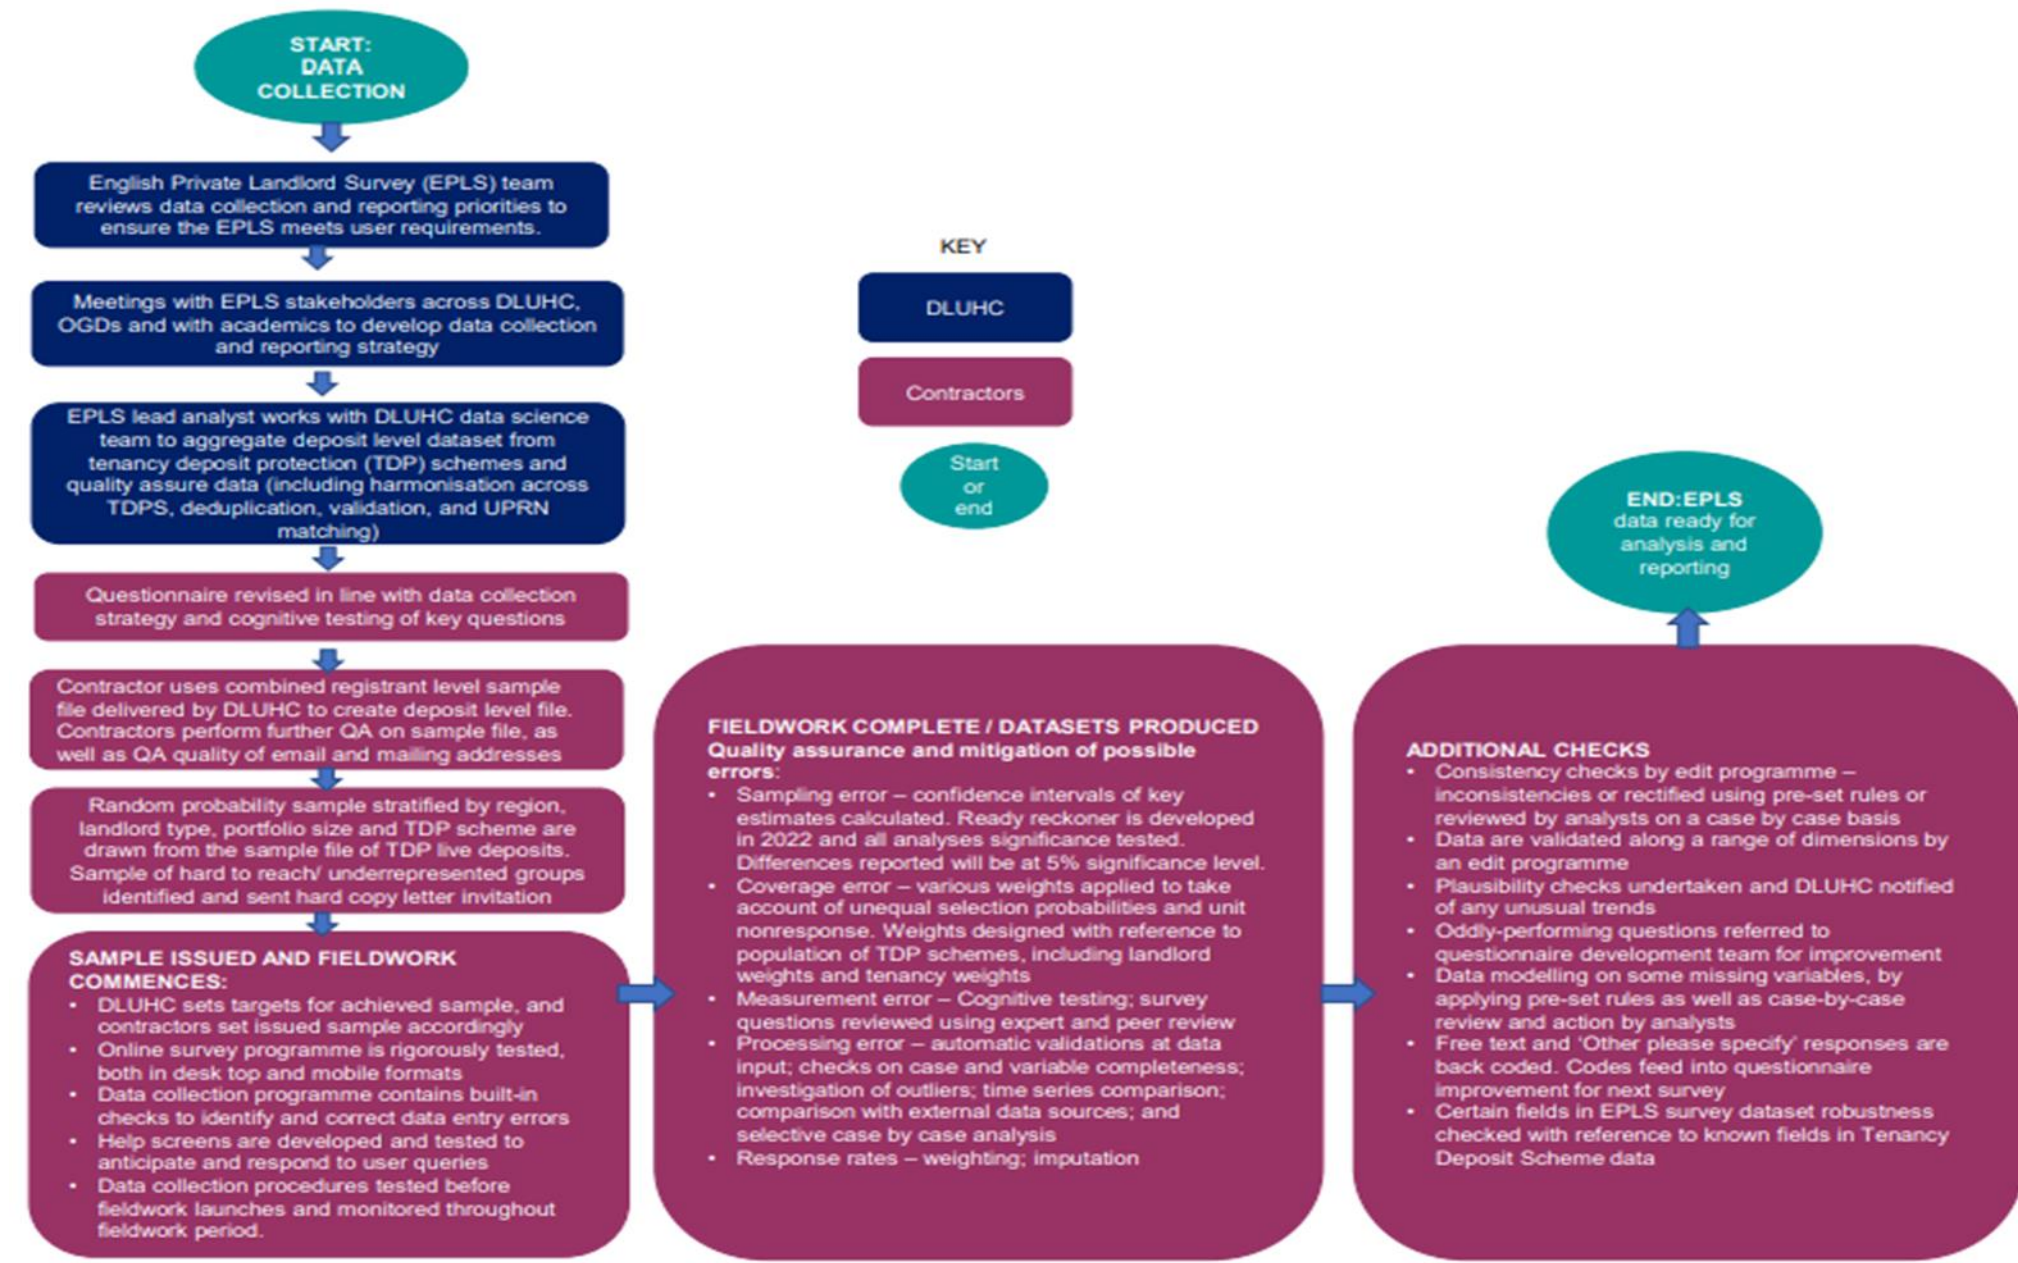 START:
DATA
COLLECTION
English Private Landlord Survey (EPLS) team
reviews data collection and reporting priorities to
ensure the EPLS meets user requirements.
Meetings with EPLS stakeholders across DLUHC,
OGDs and with academics to develop data collection
and reporting strategy
EPLS lead analyst works with DLUHC data science
team to aggregate deposit level dataset from
tenancy deposit protection (TDP) schemes and
quality assure data (including harmonisation across
TDPS, deduplication, validation, and UPRN
matching)
Questionnaire revised in line with data collection
strategy and cognitive testing of key questions
Contractor uses combined registrant level sample
file delivered by DLUHC to create deposit level file.
Contractors perform further QA on sample file, as
well as QA quality of email and mailing addresses
Random probability sample stratified by region,
landlord type, portfolio size and TDP scheme are
drawn from the sample file of TDP live deposits.
Sample of hard to reach/ underrepresented groups
identified and sent hard copy letter invitation
SAMPLE ISSUED AND FIELDWORK
COMMENCES:
• DLUHC sets targets for achieved sample, and
contractors set issued sample accordingly
• Online survey programme is rigorously tested,
both in desk top and mobile formats
• Data collection programme contains built-in
checks to identify and correct data entry errors
• Help screens are developed and tested to
anticipate and respond to user queries
• Data collection procedures tested before
fieldwork launches and monitored throughout
fieldwork period.
KEY
DLUHC
Contractors
Start
or
end
FIELDWORK COMPLETE / DATASETS PRODUCED
Quality assurance and mitigation of possible
errors:
• Sampling error – confidence intervals of key
estimates calculated. Ready reckoner is developed
in 2022 and all analyses significance tested.
Differences reported will be at 5% significance level.
• Coverage error – various weights applied to take
account of unequal selection probabilities and unit
nonresponse. Weights designed with reference to
population of TDP schemes, including landlord
weights and tenancy weights
• Measurement error – Cognitive testing; survey
questions reviewed using expert and peer review
• Processing error – automatic validations at data
input; checks on case and variable completeness;
investigation of outliers; time series comparison;
comparison with external data sources; and
selective case by case analysis
• Response rates – weighting; imputation
ADDITIONAL CHECKS
• Consistency checks by edit programme –
inconsistencies or rectified using pre-set rules or
reviewed by analysts on a case by case basis
• Data are validated along a range of dimensions by
an edit programme
• Plausibility checks undertaken and DLUHC notified
of any unusual trends
• Oddly-performing questions referred to
questionnaire development team for improvement
• Data modelling on some missing variables, by
applying pre-set rules as well as case-by-case
review and action by analysts
• Free text and 'Other please specify' responses are
back coded. Codes feed into questionnaire
improvement for next survey
• Certain fields in EPLS survey dataset robustness
checked with reference to known fields in Tenancy
Deposit Scheme data
END:EPLS
data ready for
analysis and
reporting